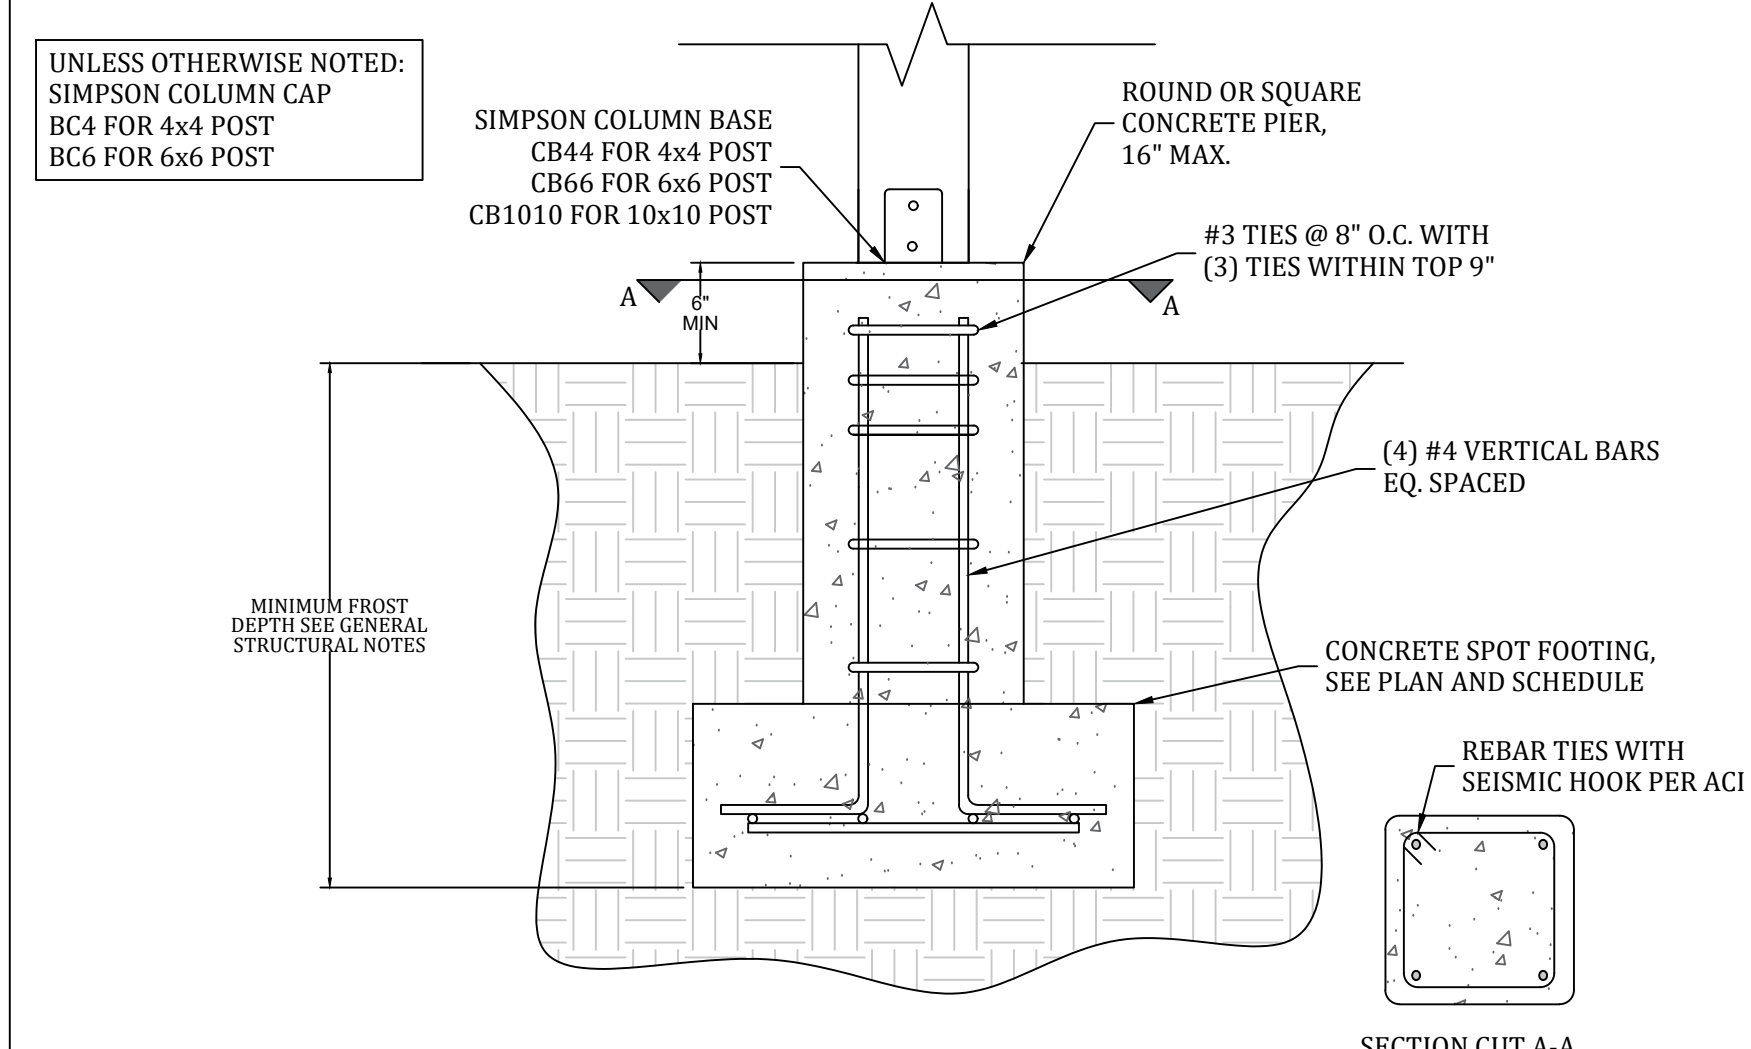 UNLESS OTHERWISE NOTED:
SIMPSON COLUMN CAP
BC4 FOR 4x4 POST
BC6 FOR 6x6 POST
SIMPSON COLUMN BASE
CB44 FOR 4x4 POST
CB66 FOR 6x6 POST
CB1010 FOR 10x10 POST
ROUND OR SQUARE
CONCRETE PIER,
16" MAX.
#3 TIES @ 8" O.C. WITH
(3) TIES WITHIN TOP 9"
A
6"
MIN
A
(4) #4 VERTICAL BARS
EQ. SPACED
MINIMUM FROST
DEPTH SEE GENERAL
STRUCTURAL NOTES
CONCRETE SPOT FOOTING,
SEE PLAN AND SCHEDULE
REBAR TIES WITH
SEISMIC HOOK PER ACI
SECTION CUT A-A